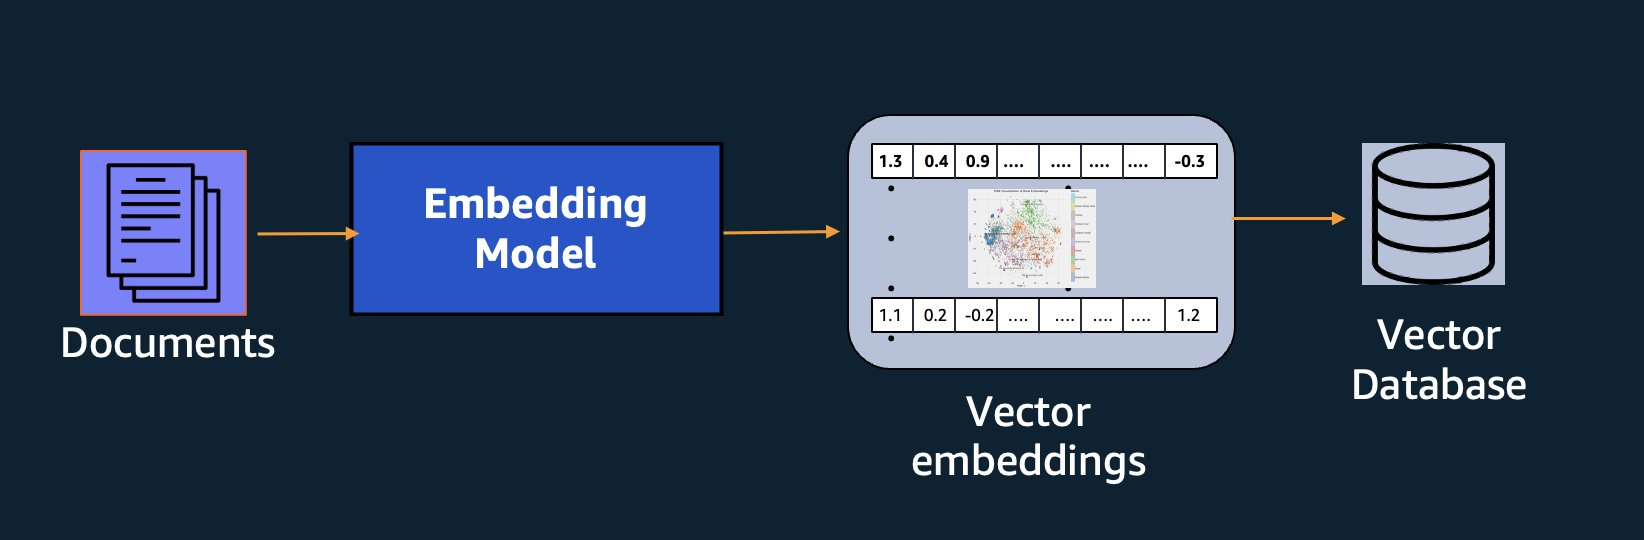 Documents
Embedding
Model
1.3 0.4 0.9 .... .... .... .... -0.3
1.1 0.2 -0.2 .... .... .... .... 1.2
Vector
embeddings
Vector
Database